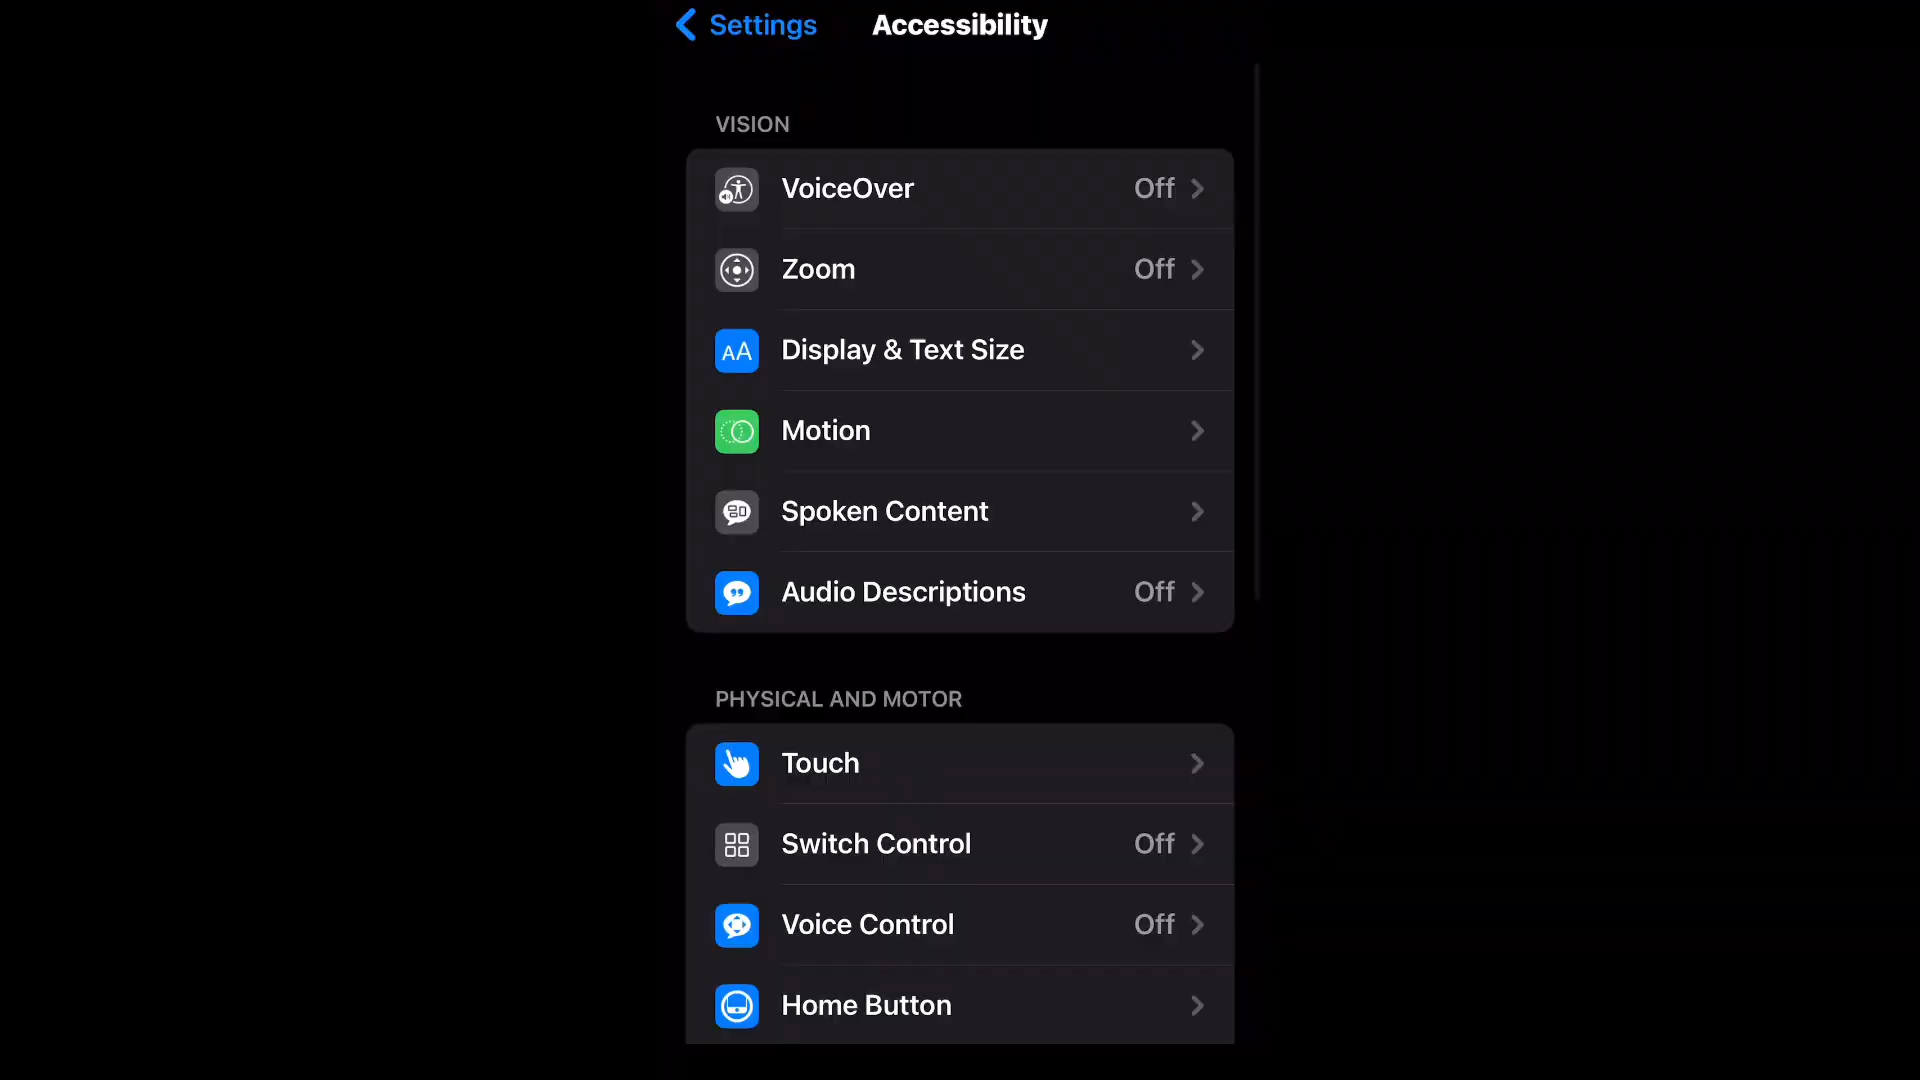 Settings
Accessibility
VISION
VoiceOver Off
Zoom Off
AA Display & Text Size
Motion
Spoken Content
Audio Descriptions Off
PHYSICAL AND MOTOR
Touch
Switch Control Off
Voice Control Off
Home Button